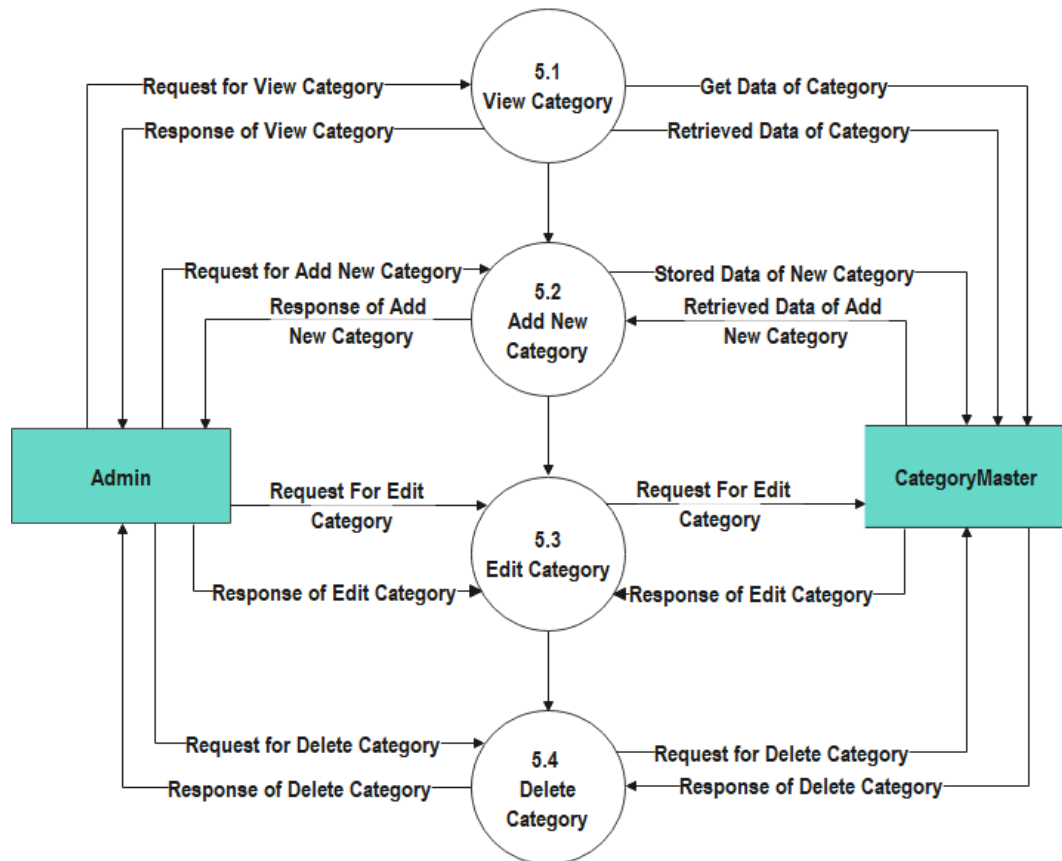 5.1
View Category
Request for View Category
Get Data of Category
Response of View Category
Retrieved Data of Category
Request for Add New Category
Stored Data of New Category
5.2
Add New
Category
Response of Add
New Category
Retrieved Data of Add
New Category
Admin
CategoryMaster
Request For Edit
Category
Request For Edit
Category
5.3
Edit Category
Response of Edit Category
Response of Edit Category
Request for Delete Category
Request for Delete Category
5.4
Delete
Category
Response of Delete Category
Response of Delete Category